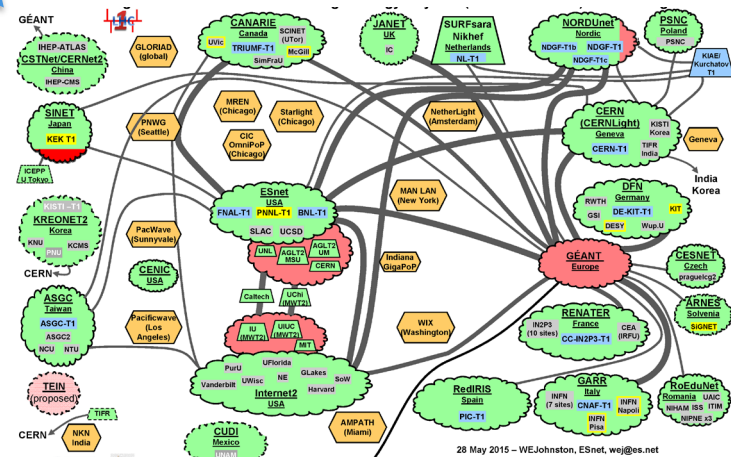 LHC
1
GÉANT
IHEP-ATLAS
CSTNet/CERNet2
China
IHEP-CMS
GLORIAD
(global)
CANARIE
Canada
UVic
SCINET
(UTor)
TRIUMF-T1
McGill
SimFraU
JANET
UK
IC
SURFsara
Nikhef
Netherlands
NL-T1
NORDUnet
Nordic
NDGF-T1b
NDGF-T1
NDGF-T1c
PSNC
Poland
PSNC
KIAE/
Kurchatov
T1
SINET
Japan
KEK T1
ICEPP
U Tokyo
PNWG
(Seattle)
MREN
(Chicago)
Starlight
(Chicago)
CIC
OmniPoP
(Chicago)
NetherLight
(Amsterdam)
CERN
(CERNLight)
Geneva
CERN-T1
KISTI
Korea
TIFR
India
Geneva
India
Korea
KISTI -T1
KREONET2
Korea
KNU
KCMS
PNU
CERN
PacWave
(Sunnyvale)
CENIC
USA
ESnet
USA
FNAL-T1
PNNL-T1
BNL-T1
SLAC
UCSD
UNL
AGLT2
MSU
AGLT2
UM
CERN
MAN LAN
(New York)
Indiana
GigaPoP
DFN
Germany
RWTH
GSI
DE-KIT-T1
KIT
DESY
Wup.U
GÉANT
Europe
CESNET
Czech
praguelcg2
ARNES
Solvenia
SiGNET
ASGC
Taiwan
ASGC-T1
ASGC2
NCU
NTU
Pacificwave
(Los
Angeles)
Caltech
UChi
(MWT2)
IU
(MWT2)
UIUC
(MWT2)
MIT
WIX
(Washington)
RENATER
France
IN2P3
(10 sites)
CEA
(IRFU)
CC-IN2P3-T1
TEIN
(proposed)
TIFR
CERN
NKN
India
PurU
UFlorida
Vanderbilt
UWisc
NE
GLakes
SoW
Harvard
Internet2
USA
CUDI
Mexico
UNAM
AMPATH
(Miami)
RedIRIS
Spain
PIC-T1
GARR
Italy
INFN
(7 sites)
CNAF-T1
INFN
Napoli
INFN
Pisa
RoEduNet
Romania
UAIC
NIHAM
ISS
ITIM
NIPNE x3
28 May 2015 – WEJohnston, ESnet, wej@es.net